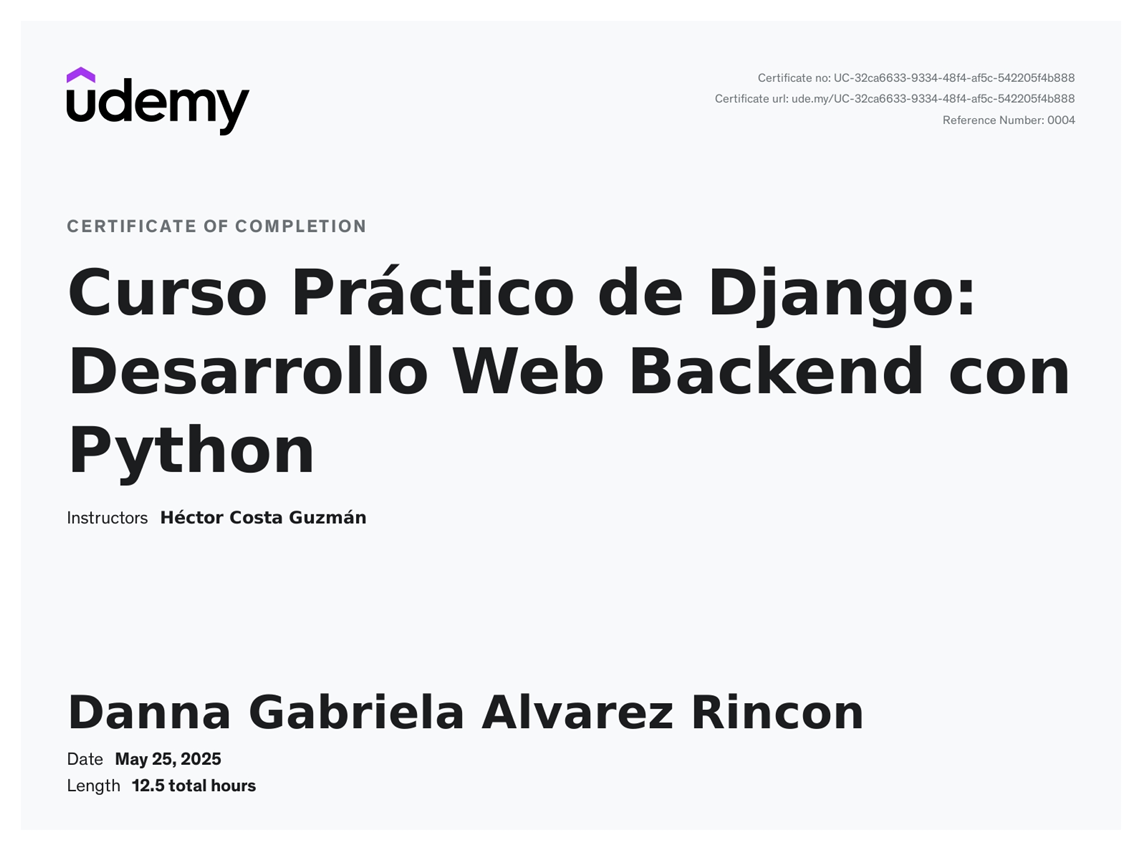 udemy
Certificate no: UC-32ca6633-9334-48f4-af5c-542205f4b888
Certificate url: ude.my/UC-32ca6633-9334-48f4-af5c-542205f4b888
Reference Number: 0004
CERTIFICATE OF COMPLETION
Curso Práctico de Django:
Desarrollo Web Backend con
Python
Instructors Héctor Costa Guzmán
Danna Gabriela Alvarez Rincon
Date May 25, 2025
Length 12.5 total hours